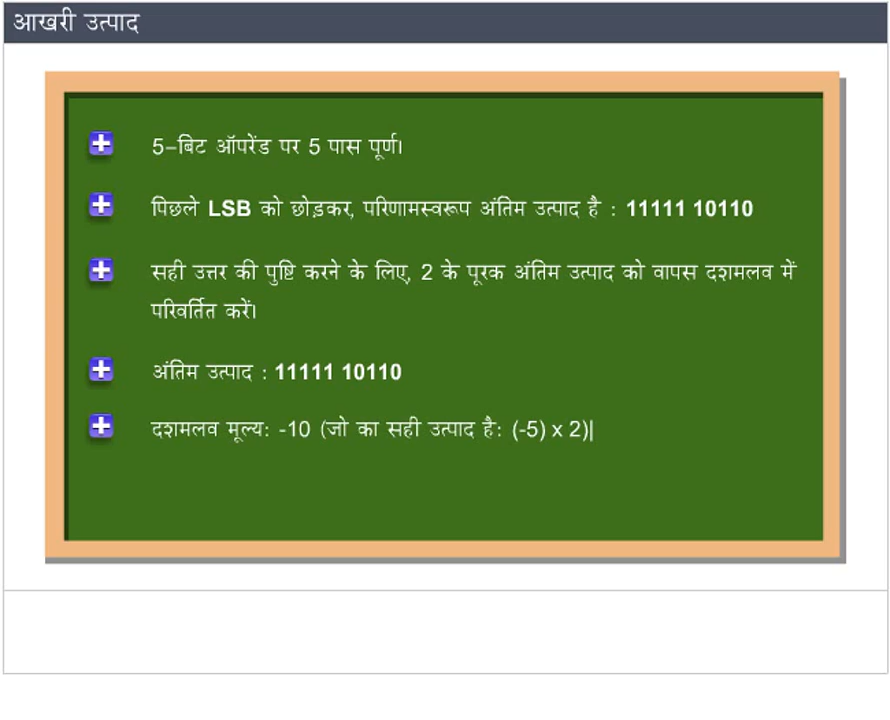 आखरी उत्पाद
5-बिट ऑपरेंड पर 5 पास पूर्ण।
पिछले LSB को छोड़कर, परिणामस्वरूप अंतिम उत्पाद है : 11111 10110
सही उत्तर की पुष्टि करने के लिए, 2 के पूरक अंतिम उत्पाद को वापस दशमलव में
परिवर्तित करें।
अंतिम उत्पाद : 11111 10110
दशमलव मूल्य: -10 (जो का सही उत्पाद है: (-5) x 2)|